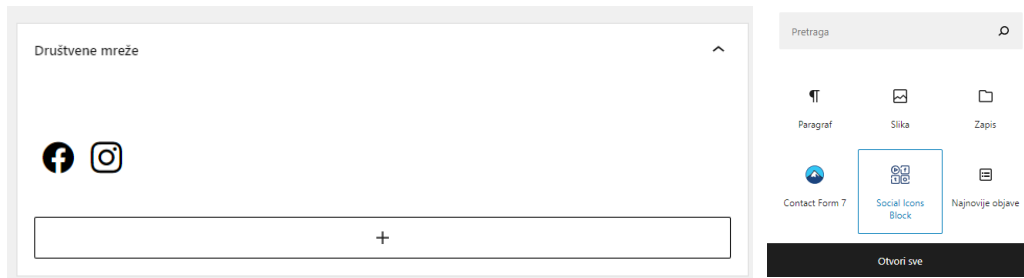 Društvene mreže
Pretraga
Paragraf
Slika
Zapis
Contact Form 7
Social Icons
Block
Najnovije objave
Otvori sve